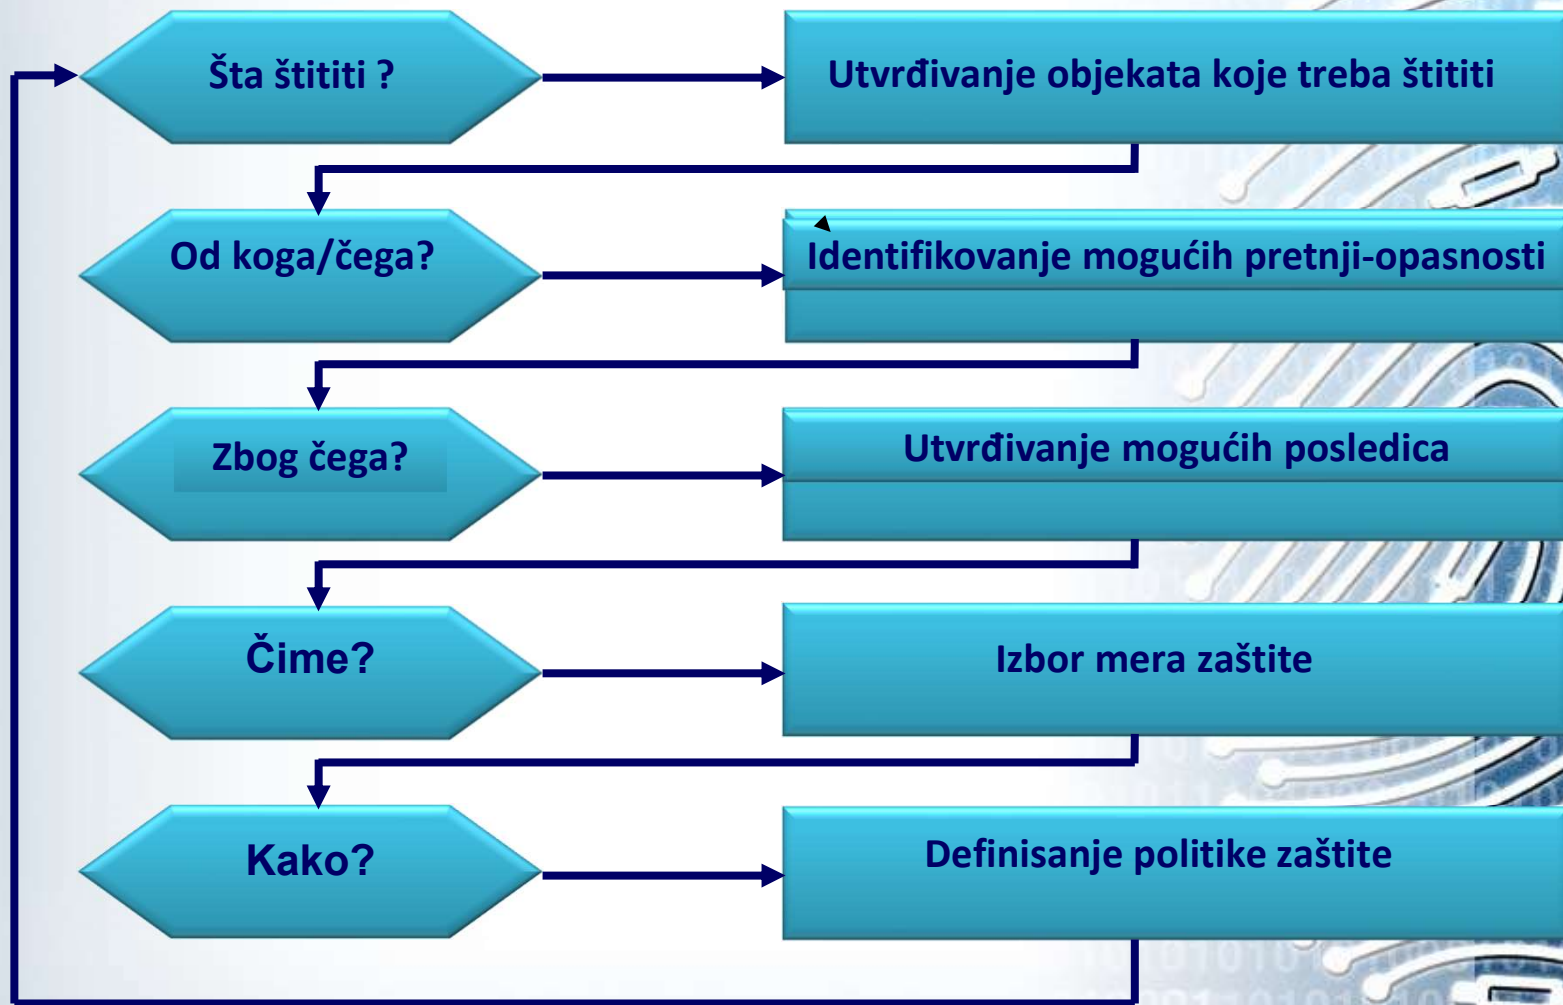 Šta štititi ?
Utvrđivanje objekata koje treba štititi
Od koga/čega?
Identifikovanje mogućih pretnji-opasnosti
Zbog čega?
Utvrđivanje mogućih posledica
Čime?
Izbor mera zaštite
Kako?
Definisanje politike zaštite